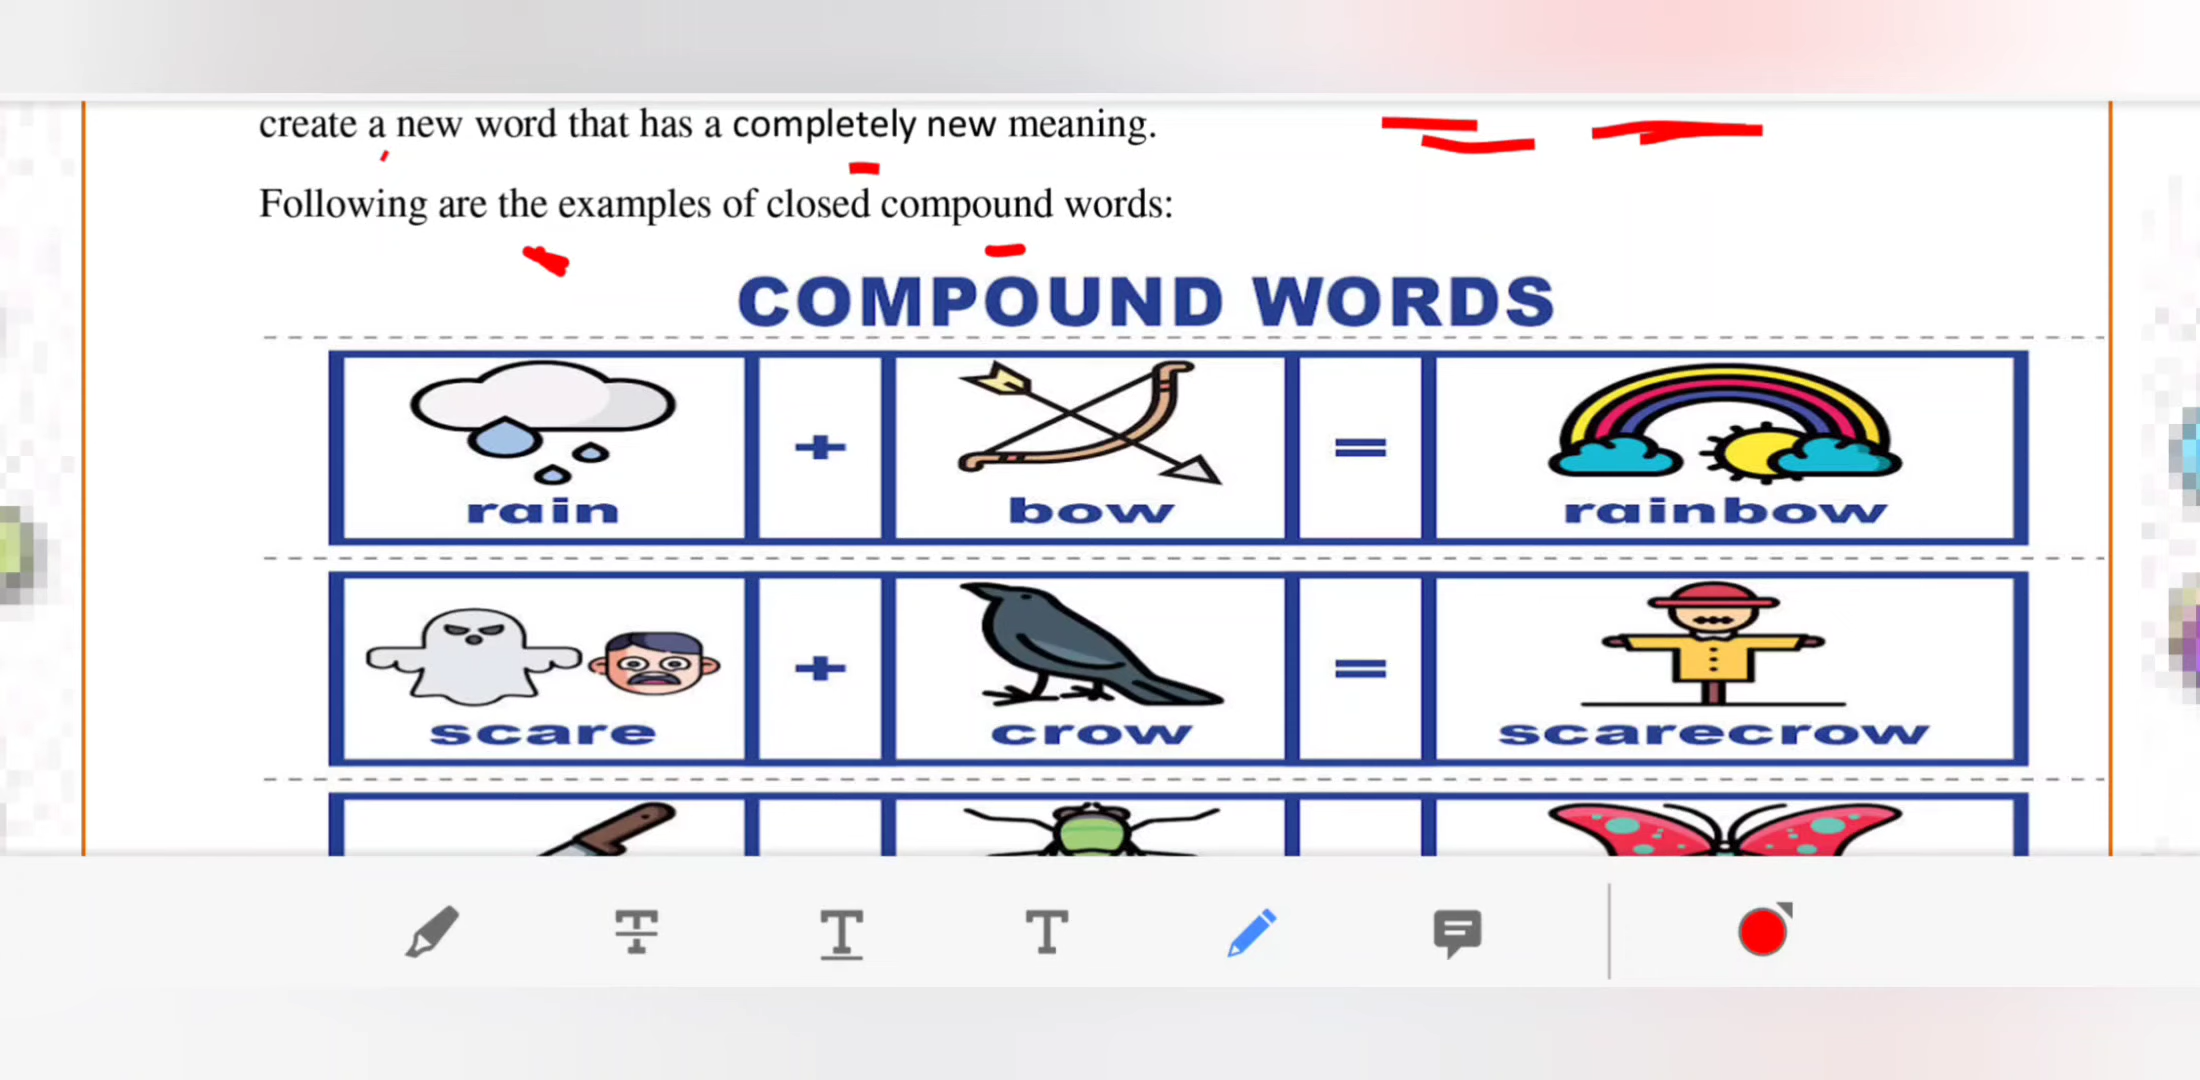 create a new word that has a completely new meaning.
Following are the examples of closed compound words:
COMPOUND WORDS
rain + bow = rainbow
scare + crow = scarecrow